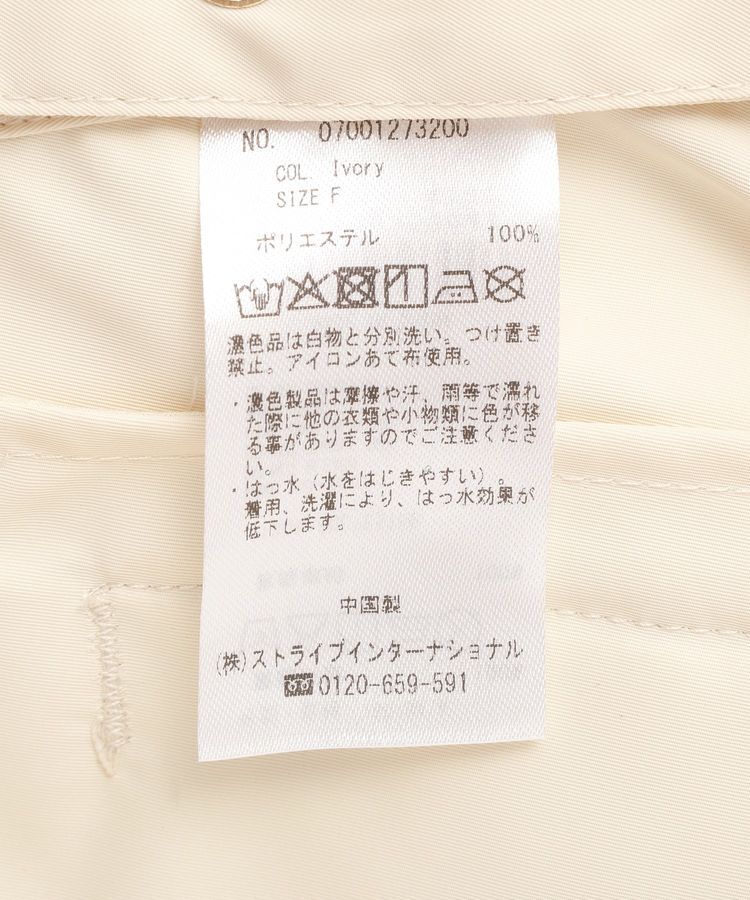 NO. 07001273200
COL. Ivory
SIZE F
ポリエステル 100%
濃色品は白物と分別洗い。つけ置き
禁止。アイロンあて布使用。
・濃色製品は摩擦や汗、雨等で濡れ
た際に他の衣類や小物類に色が移
る事がありますのでご注意くださ
い。
・はっ水(水をはじきやすい)。
着用、洗濯により、はっ水効果が
低下します。
中国製
(株)ストライプインターナショナル
0120-659-591